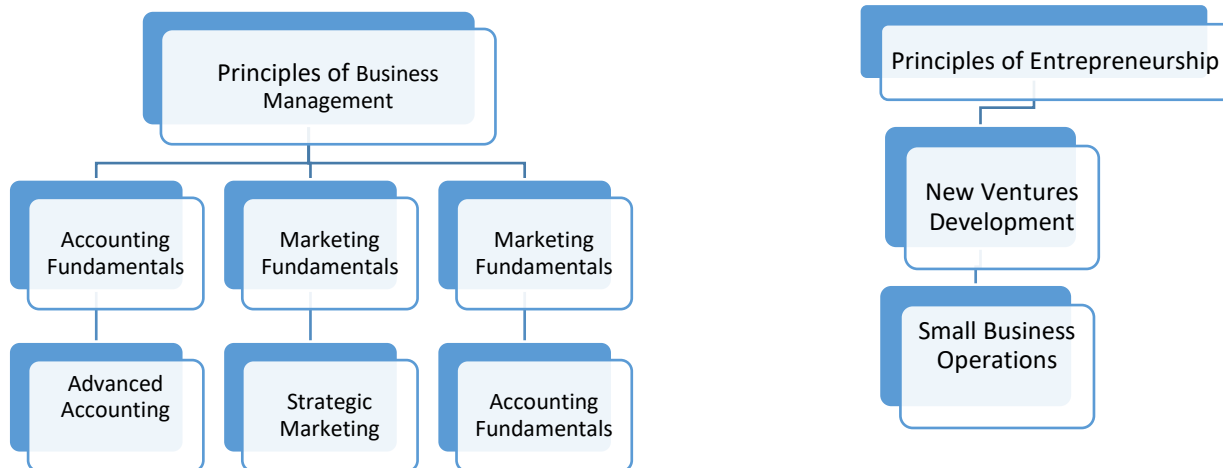 Principles of Business
Management
Principles of Entrepreneurship
Accounting
Fundamentals
Marketing
Fundamentals
Marketing
Fundamentals
New Ventures
Development
Advanced
Accounting
Strategic
Marketing
Accounting
Fundamentals
Small Business
Operations